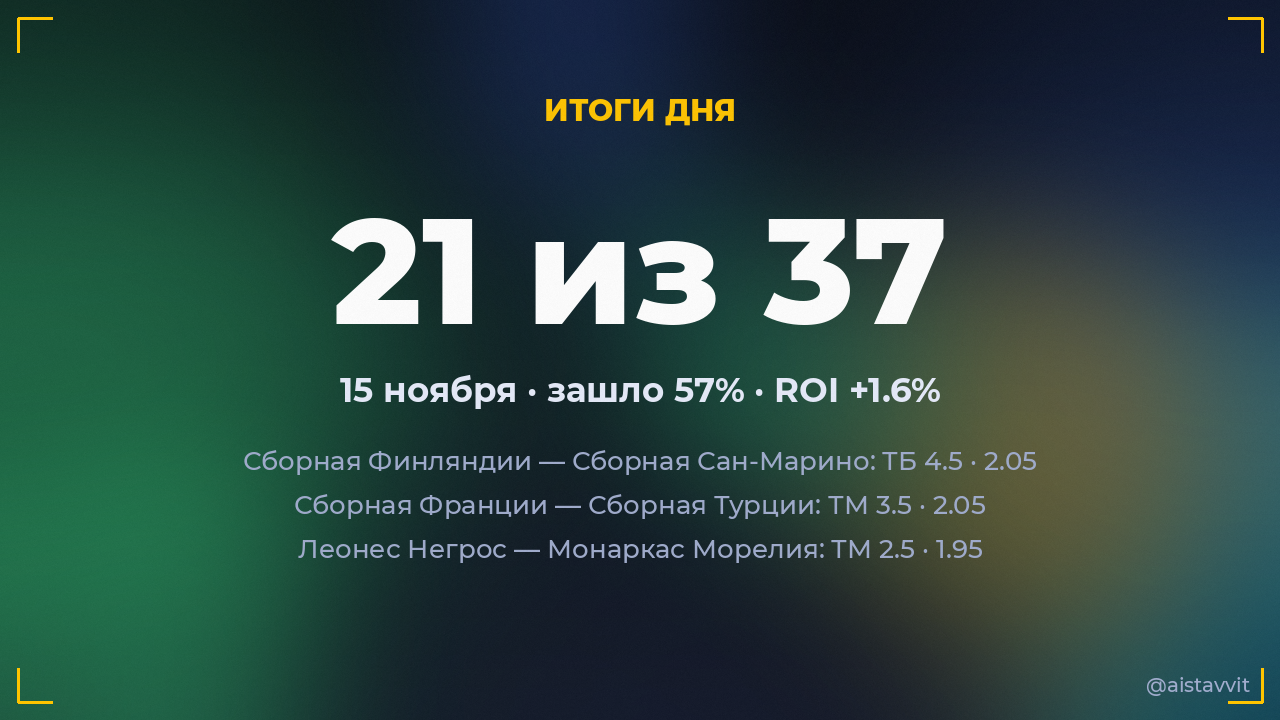 ИТОГИ ДНЯ
21 из 37
15 ноября · зашло 57% · ROI +1.6%
Сборная Финляндии — Сборная Сан-Марино: ТБ 4.5 · 2.05
Сборная Франции — Сборная Турции: ТМ 3.5 · 2.05
Леонес Негрос — Монаркас Морелия: ТМ 2.5 · 1.95
@aistavvit